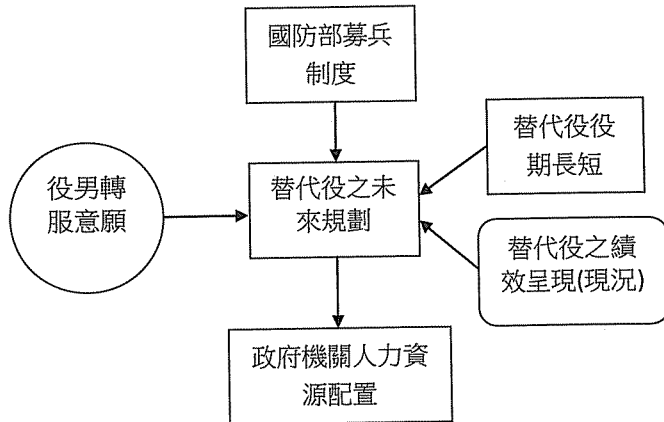 國防部募兵
制度
替代役役
期長短
役男轉
服意願
替代役之未
來規劃
替代役之績
效呈現(現況)
政府機關人力資
源配置